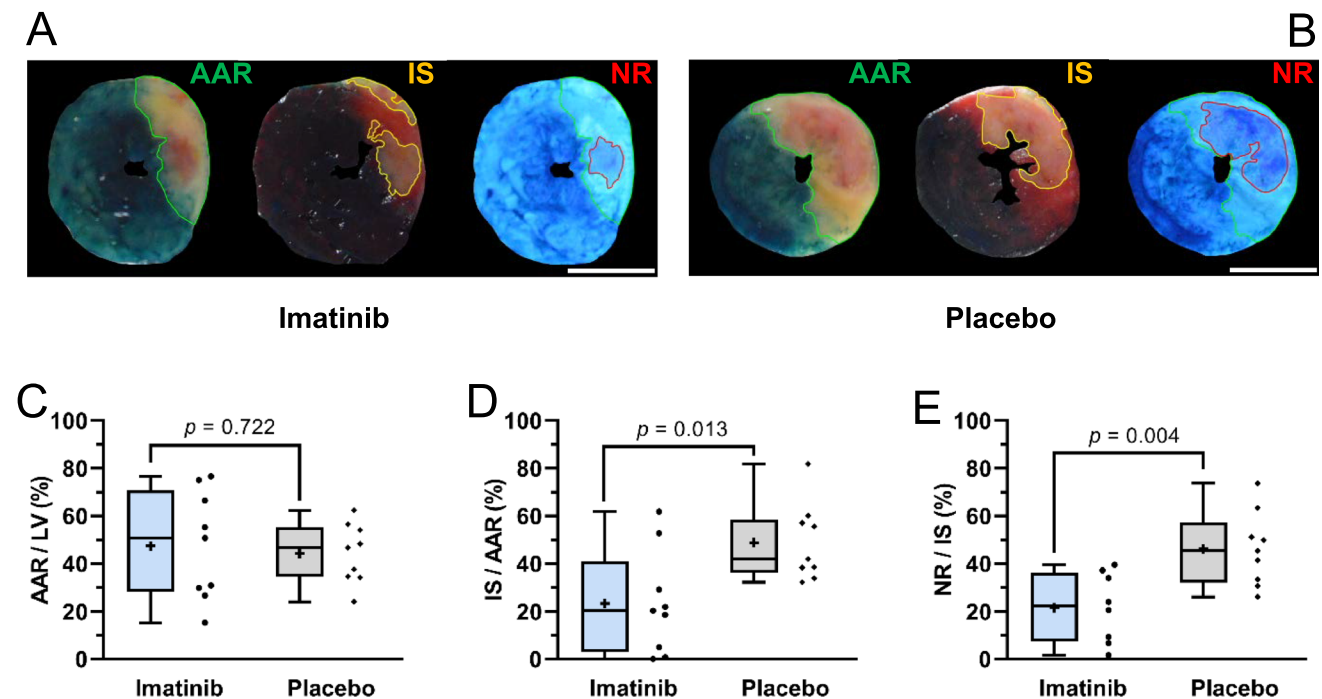 A
B
AAR
IS
NR
AAR
IS
NR
Imatinib
Placebo
C
AAR / LV (%)
100
80
60
40
20
0
p = 0.722
Imatinib
Placebo
D
IS / AAR (%)
100
80
60
40
20
0
p = 0.013
Imatinib
Placebo
E
NR / IS (%)
100
80
60
40
20
0
p = 0.004
Imatinib
Placebo